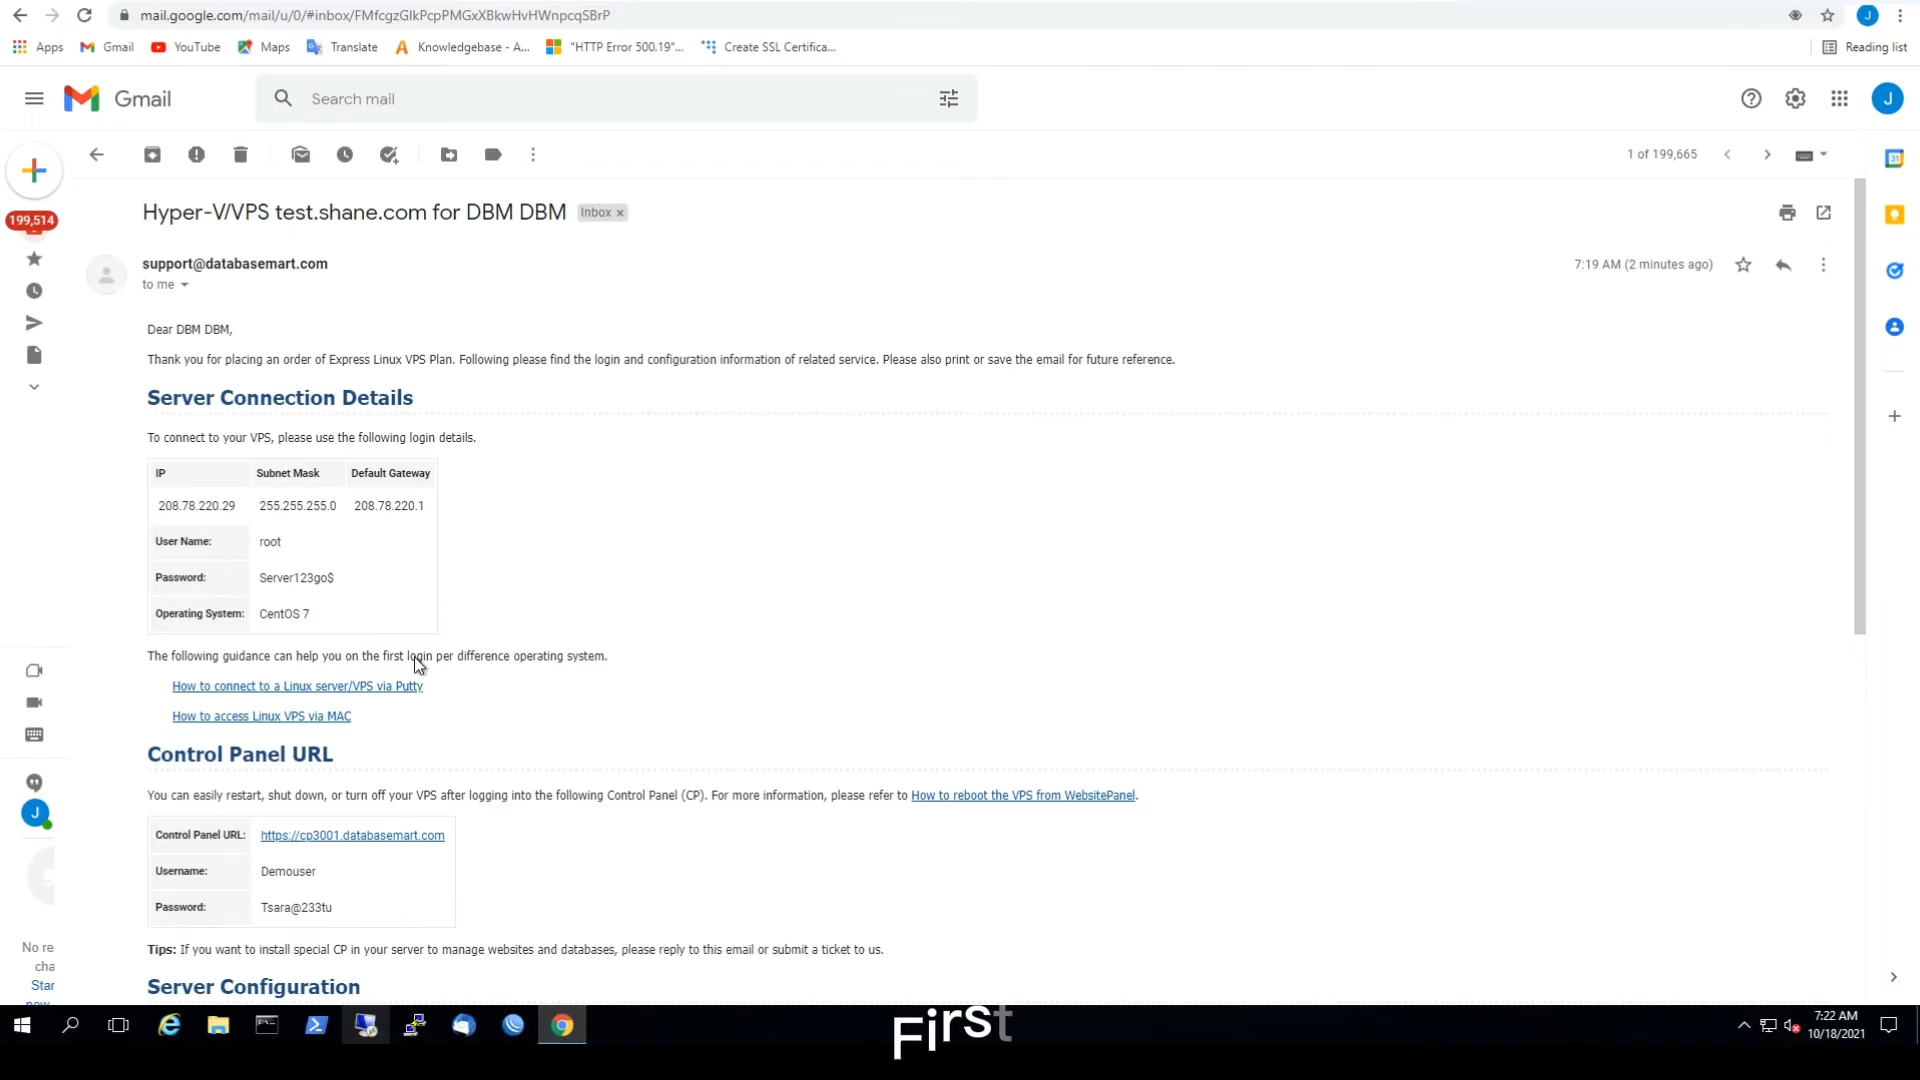 mail.google.com/mail/u/0/#inbox/FMfcgzGlkPcpPMGxXBkwHvHWnpcqSBrP
Apps Gmail YouTube Maps Translate Knowledgebase - A... "HTTP Error 500.19"... Create SSL Certifica... Reading list
Gmail
Search mail
J
1 of 199,665
199,514
Hyper-V/VPS test.shane.com for DBM DBM Inbox ×
support@databasemart.com
7:19 AM (2 minutes ago)
to me
Dear DBM DBM,
Thank you for placing an order of Express Linux VPS Plan. Following please find the login and configuration information of related service. Please also print or save the email for future reference.
Server Connection Details
To connect to your VPS, please use the following login details.
IP Subnet Mask Default Gateway
208.78.220.29 255.255.255.0 208.78.220.1
User Name: root
Password: Server123go$
Operating System: CentOS 7
The following guidance can help you on the first login per difference operating system.
How to connect to a Linux server/VPS via Putty
How to access Linux VPS via MAC
Control Panel URL
You can easily restart, shut down, or turn off your VPS after logging into the following Control Panel (CP). For more information, please refer to How to reboot the VPS from WebsitePanel.
Control Panel URL: https://cp3001.databasemart.com
Username: Demouser
Password: Tsara@233tu
Tips: If you want to install special CP in your server to manage websites and databases, please reply to this email or submit a ticket to us.
No re
cha
Star
Server Configuration
First
7:22 AM
10/18/2021